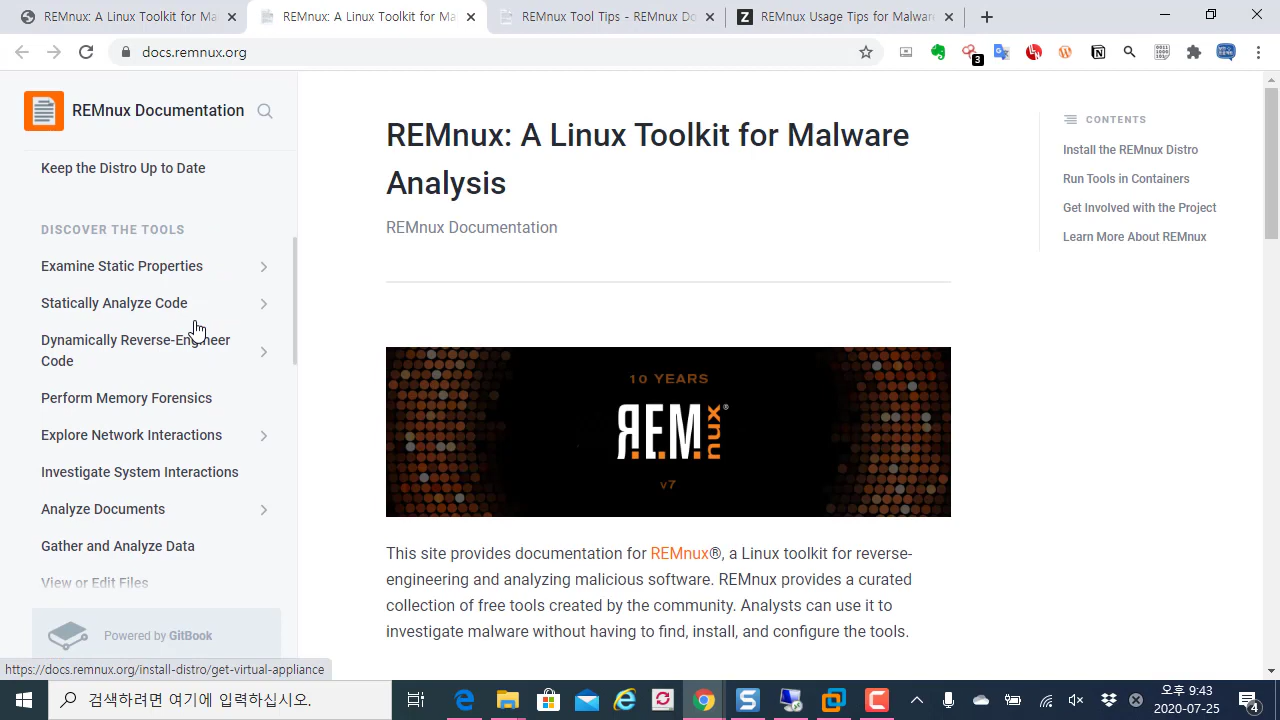 REMnux: A Linux Toolkit for Ma
REMnux: A Linux Toolkit for Ma
REMnux Tool Tips - REMnux Do
REMnux Usage Tips for Malware
docs.remnux.org
3
REMnux Documentation
Keep the Distro Up to Date
DISCOVER THE TOOLS
Examine Static Properties
Statically Analyze Code
Dynamically Reverse-Engineer
Code
Perform Memory Forensics
Explore Network Interactions
Investigate System Interactions
Analyze Documents
Gather and Analyze Data
View or Edit Files
Powered by GitBook
https://docs.remnux.org/install-distro/get-virtual-appliance
REMnux: A Linux Toolkit for Malware
Analysis
REMnux Documentation
10 YEARS
REMnux®
v7
This site provides documentation for REMnux®, a Linux toolkit for reverse-
engineering and analyzing malicious software. REMnux provides a curated
collection of free tools created by the community. Analysts can use it to
investigate malware without having to find, install, and configure the tools.
CONTENTS
Install the REMnux Distro
Run Tools in Containers
Get Involved with the Project
Learn More About REMnux
검색하려면 여기에 입력하십시오.
오후 9:43
2020-07-25
4